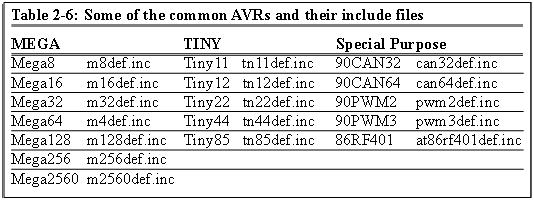 Table 2-6: Some of the common AVRs and their include files
MEGA TINY Special Purpose
Mega8 m8def.inc Tiny11 tn11def.inc 90CAN32 can32def.inc
Mega16 m16def.inc Tiny12 tn12def.inc 90CAN64 can64def.inc
Mega32 m32def.inc Tiny22 tn22def.inc 90PWM2 pwm2def.inc
Mega64 m4def.inc Tiny44 tn44def.inc 90PWM3 pwm3def.inc
Mega128 m128def.inc Tiny85 tn85def.inc 86RF401 at86rf401def.inc
Mega256 m256def.inc
Mega2560 m2560def.inc